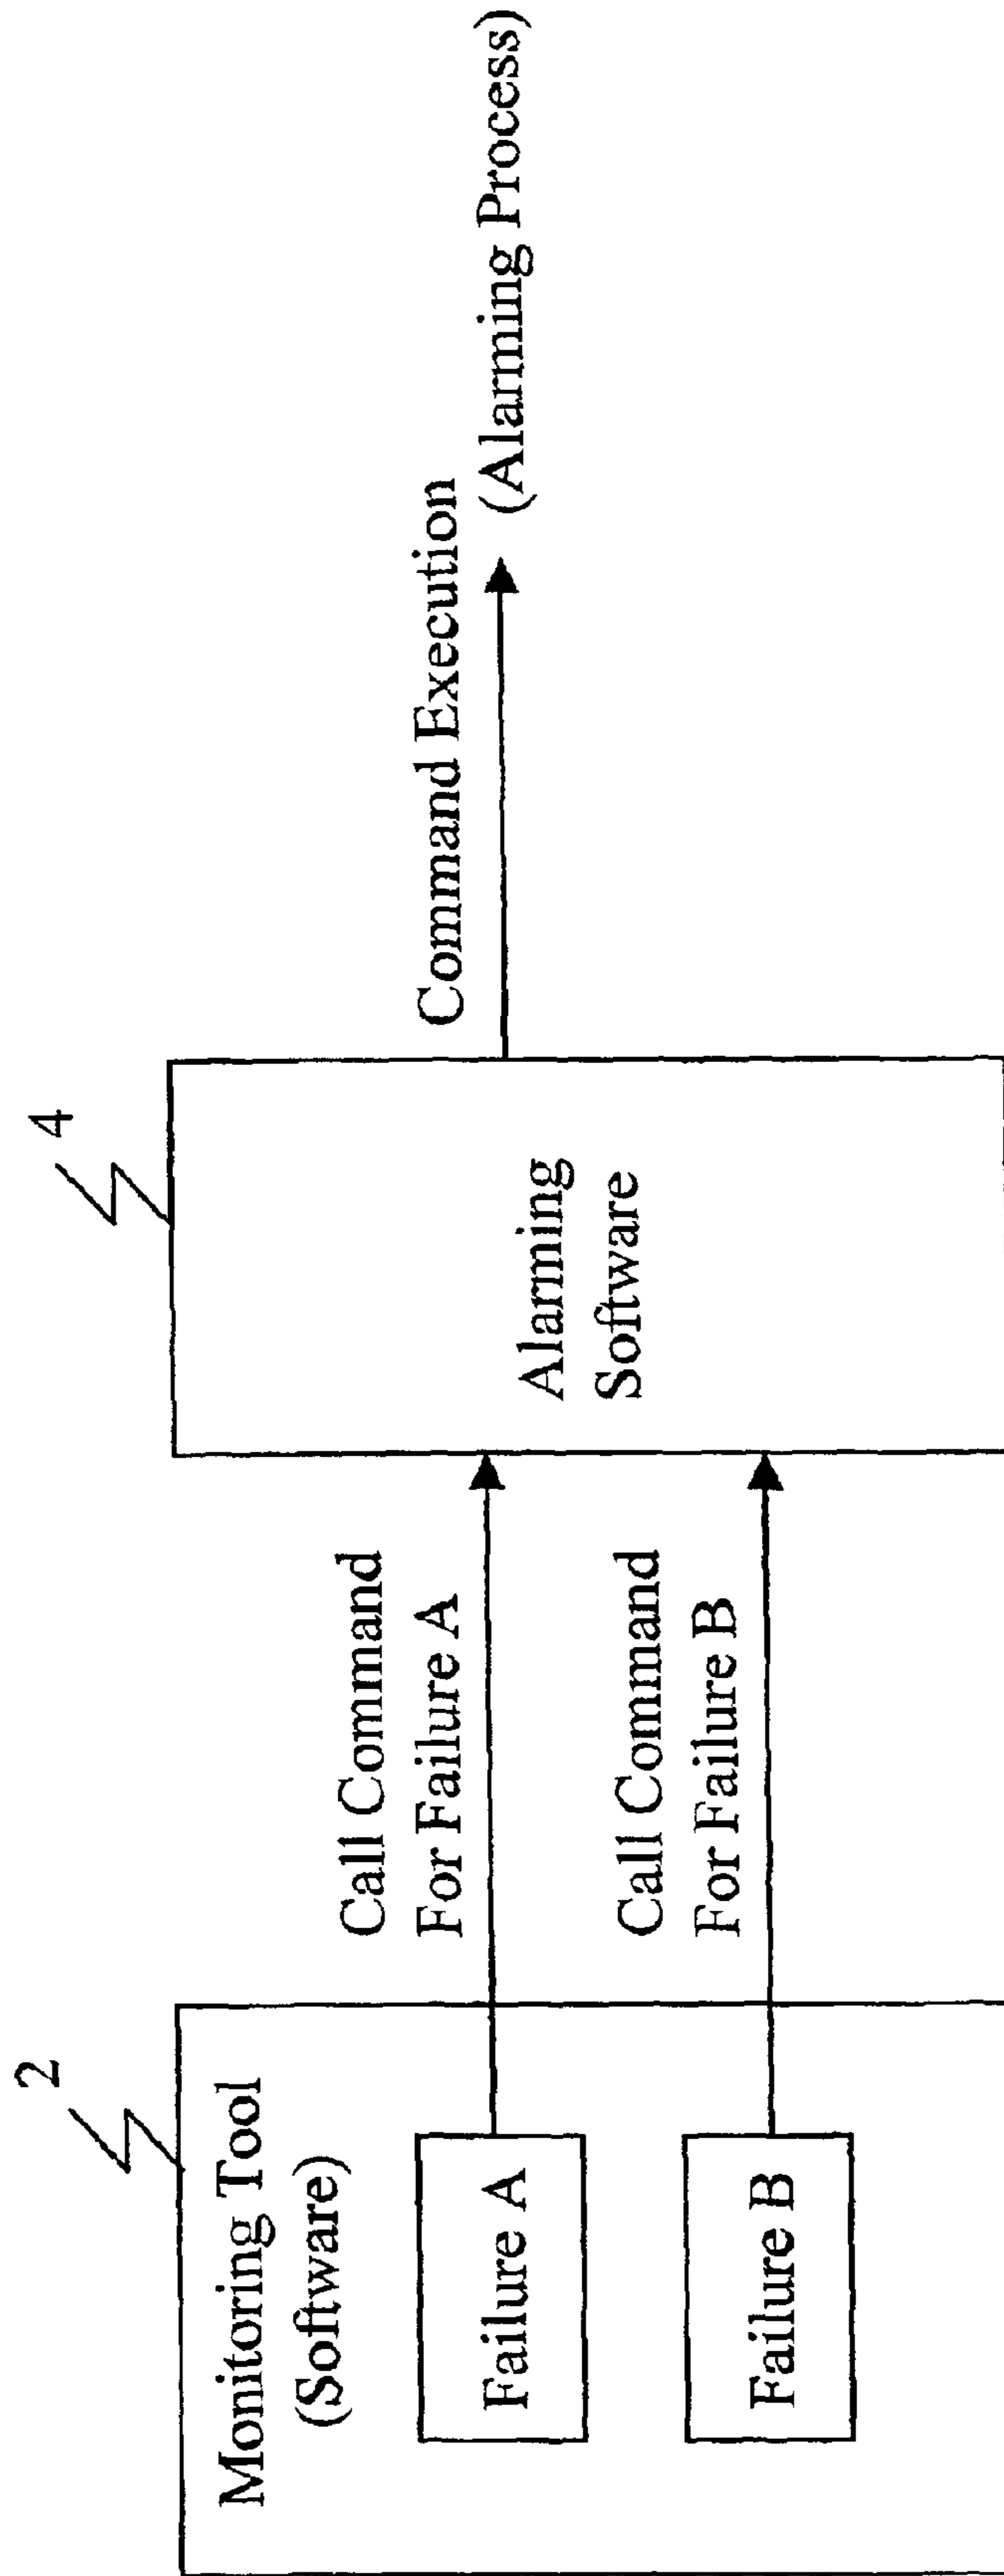 2
Monitoring Tool
(Software)
Failure A
Failure B
Call Command
For Failure A
Call Command
For Failure B
4
Alarming
Software
Command Execution
(Alarming Process)